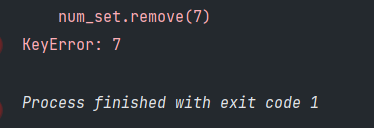 num_set.remove(7)
KeyError: 7
Process finished with exit code 1